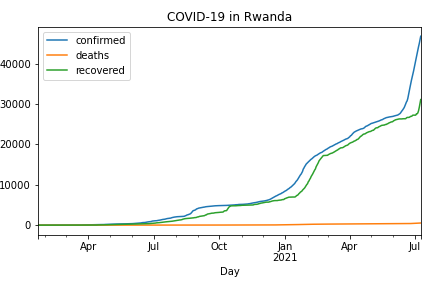 COVID-19 in Rwanda
confirmed
deaths
recovered
40000
30000
20000
10000
0
Apr Jul Oct Jan Apr Jul
2021
Day